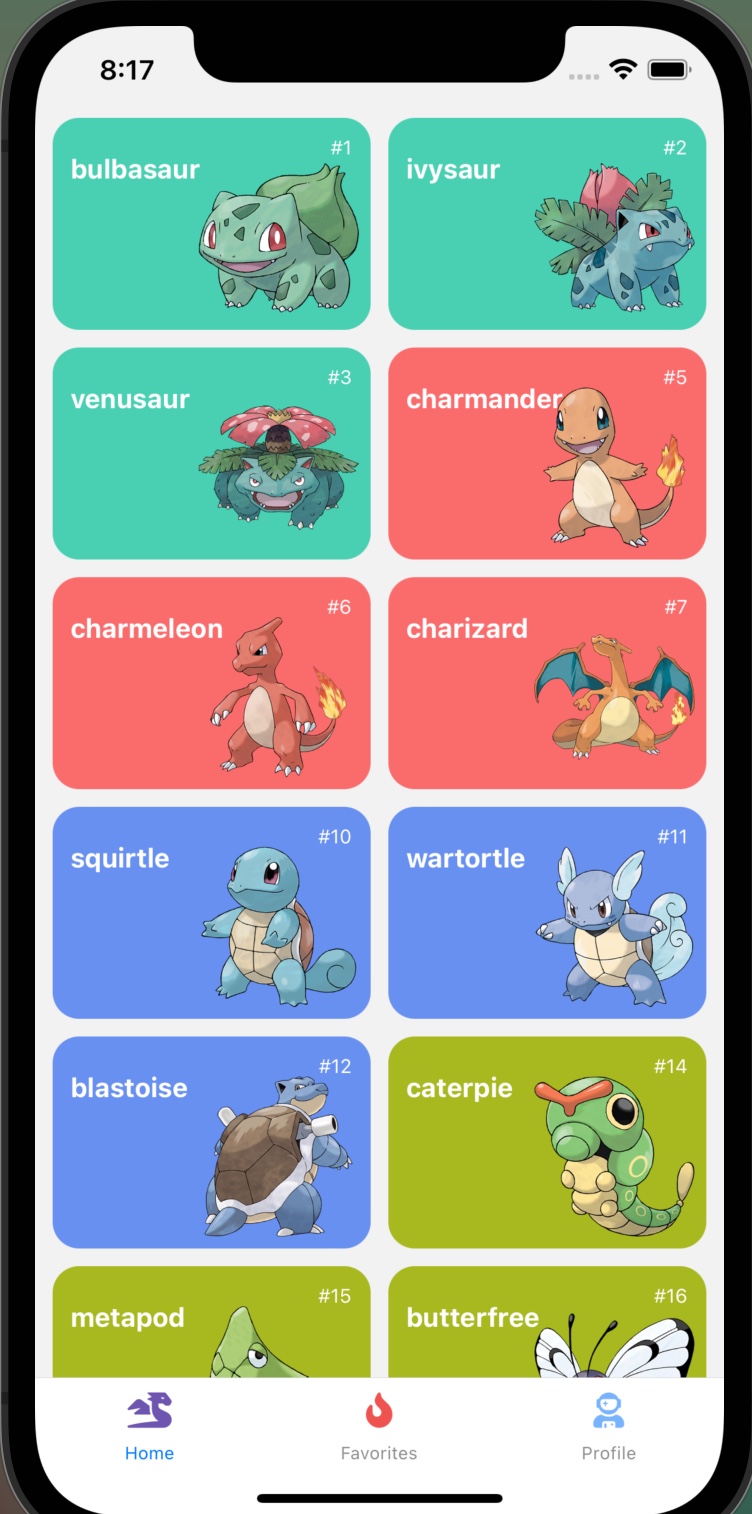 8:17
#1
bulbasaur
#2
ivysaur
#3
venusaur
#5
charmander
#6
charmeleon
#7
charizard
#10
squirtle
#11
wartortle
#12
blastoise
#14
caterpie
#15
metapod
#16
butterfree
Home
Favorites
Profile